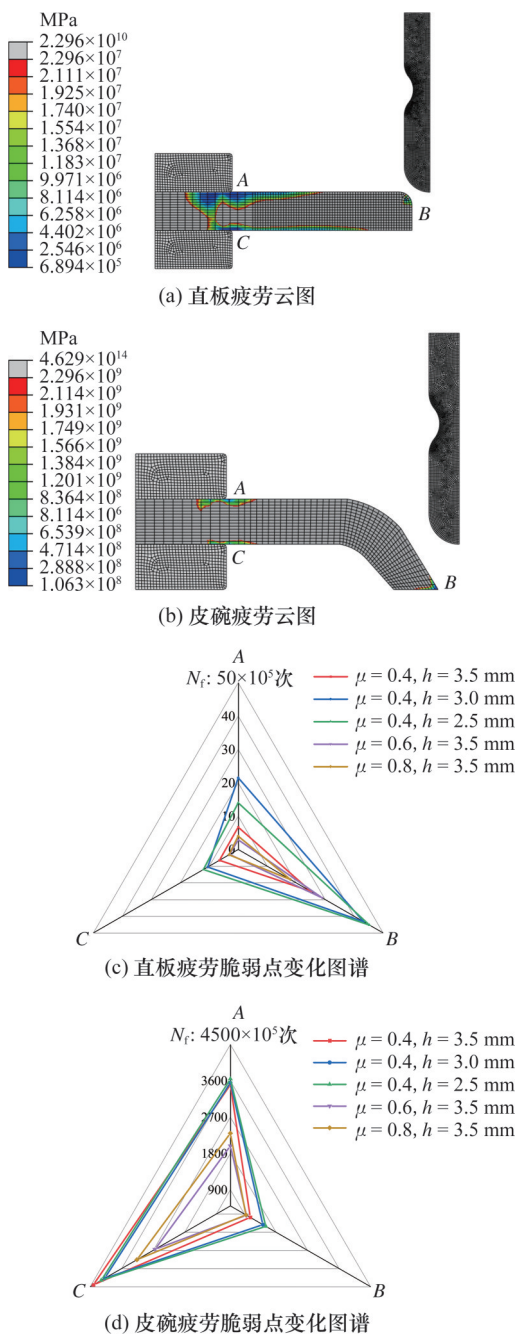 MPa
2.296×10¹⁰
2.296×10⁷
2.111×10⁷
1.925×10⁷
1.740×10⁷
1.554×10⁷
1.368×10⁷
1.183×10⁷
9.971×10⁶
8.114×10⁶
6.258×10⁶
4.402×10⁶
2.546×10⁶
6.894×10⁵
A
B
C
(a) 直板疲劳云图
MPa
4.629×10¹⁴
2.296×10⁹
2.114×10⁹
1.931×10⁹
1.749×10⁹
1.566×10⁹
1.384×10⁹
1.201×10⁹
8.364×10⁸
6.539×10⁸
4.714×10⁸
2.888×10⁸
1.063×10⁸
A
C
B
(b) 皮碗疲劳云图
A
N_f: 50×10⁵次
40
30
20
10
0
C
B
μ = 0.4, h = 3.5 mm
μ = 0.4, h = 3.0 mm
μ = 0.4, h = 2.5 mm
μ = 0.6, h = 3.5 mm
μ = 0.8, h = 3.5 mm
(c) 直板疲劳脆弱点变化图谱
A
N_f: 4500×10⁵次
3600
2700
1800
900
C
B
μ = 0.4, h = 3.5 mm
μ = 0.4, h = 3.0 mm
μ = 0.4, h = 2.5 mm
μ = 0.6, h = 3.5 mm
μ = 0.8, h = 3.5 mm
(d) 皮碗疲劳脆弱点变化图谱